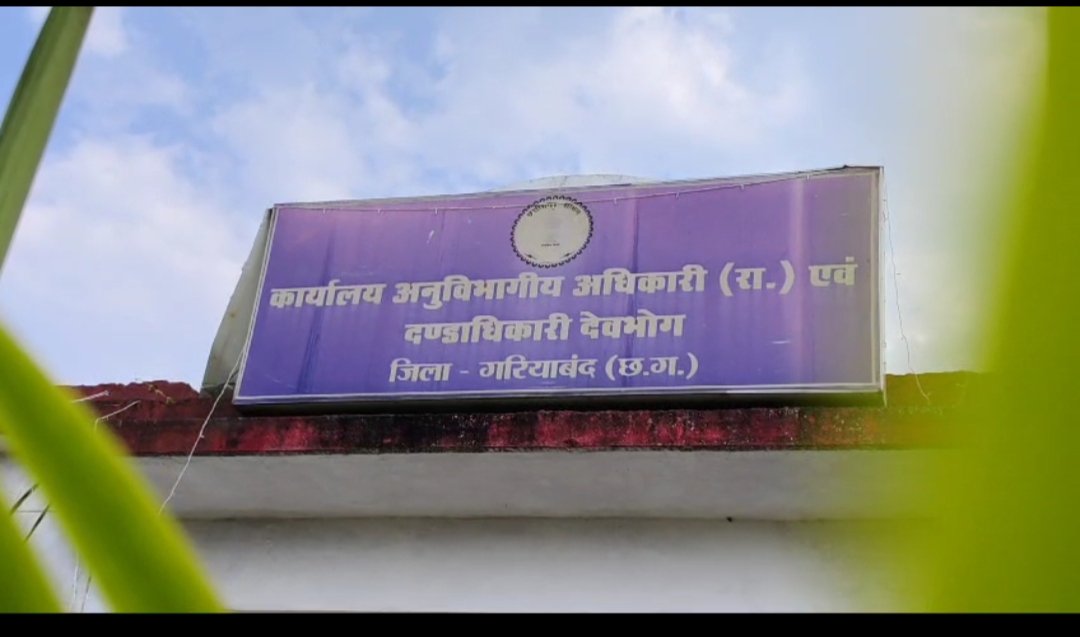 कार्यालय अनुविभागीय अधिकारी (रा.) एवं
दण्डाधिकारी देवभोग
जिला - गरियाबंद (छ.ग.)